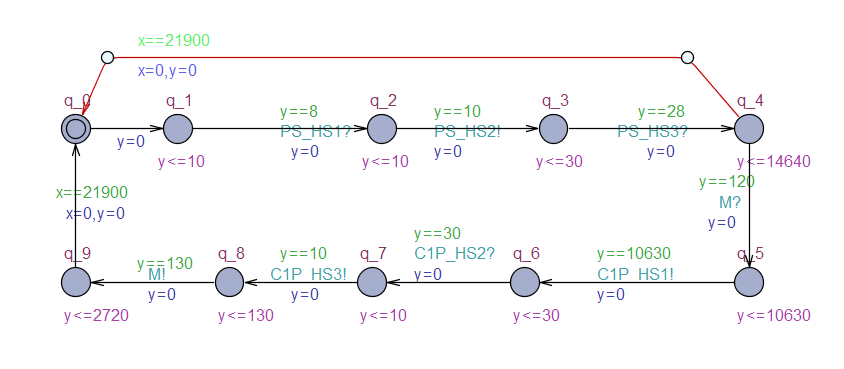 x==21900
x=0,y=0
q_0
q_1
q_2
q_3
q_4
y==8
y==10
y==28
PS_HS1?
PS_HS2!
PS_HS3?
y=0
y=0
y=0
y=0
y<=10
y<=10
y<=30
y<=14640
y==120
M?
y=0
x==21900
x=0,y=0
q_9
q_8
q_7
q_6
q_5
y==130
M!
y=0
y==10
C1P_HS3!
y=0
y==30
C1P_HS2?
y=0
y==10630
C1P_HS1!
y=0
y<=2720
y<=130
y<=10
y<=30
y<=10630